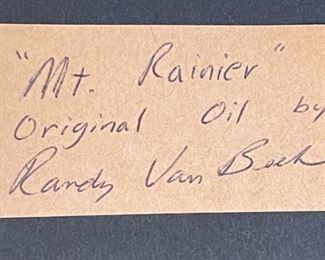 "Mt. Rainier"
Original Oil by
Randy Van Beek